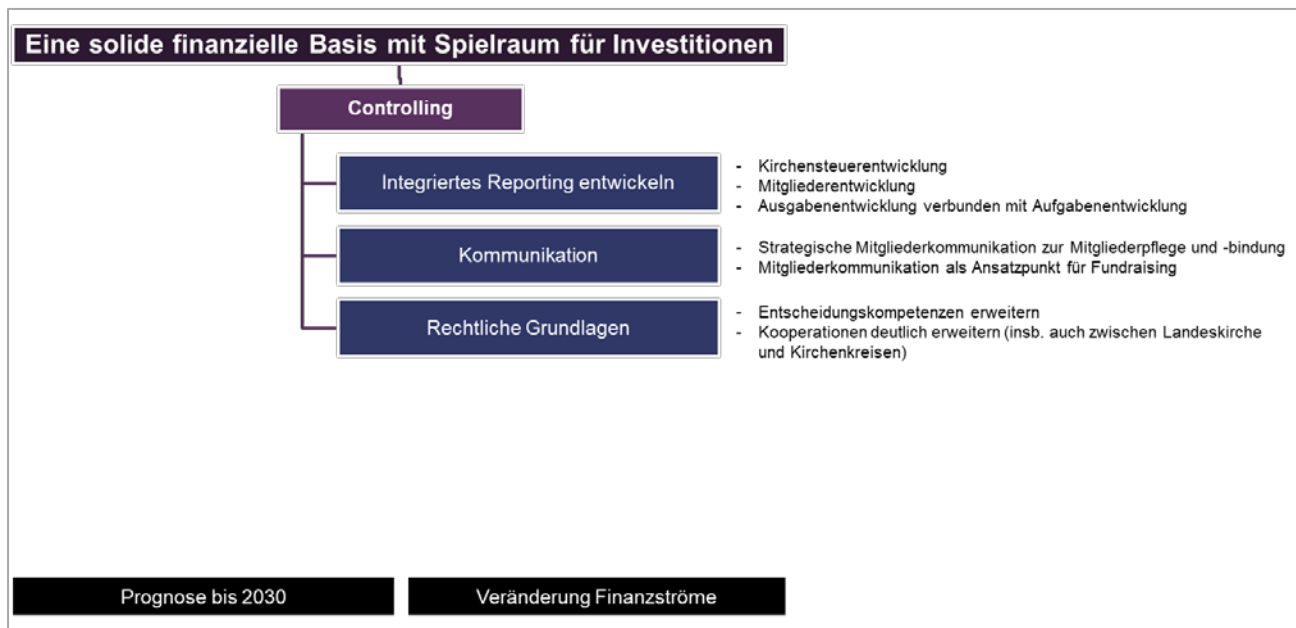 Eine solide finanzielle Basis mit Spielraum für Investitionen
Controlling
Integriertes Reporting entwickeln
- Kirchensteuerentwicklung
- Mitgliederentwicklung
- Ausgabenentwicklung verbunden mit Aufgabenentwicklung
Kommunikation
- Strategische Mitgliederkommunikation zur Mitgliederpflege und -bindung
- Mitgliederkommunikation als Ansatzpunkt für Fundraising
Rechtliche Grundlagen
- Entscheidungskompetenzen erweitern
- Kooperationen deutlich erweitern (insb. auch zwischen Landeskirche
und Kirchenkreisen)
Prognose bis 2030
Veränderung Finanzströme